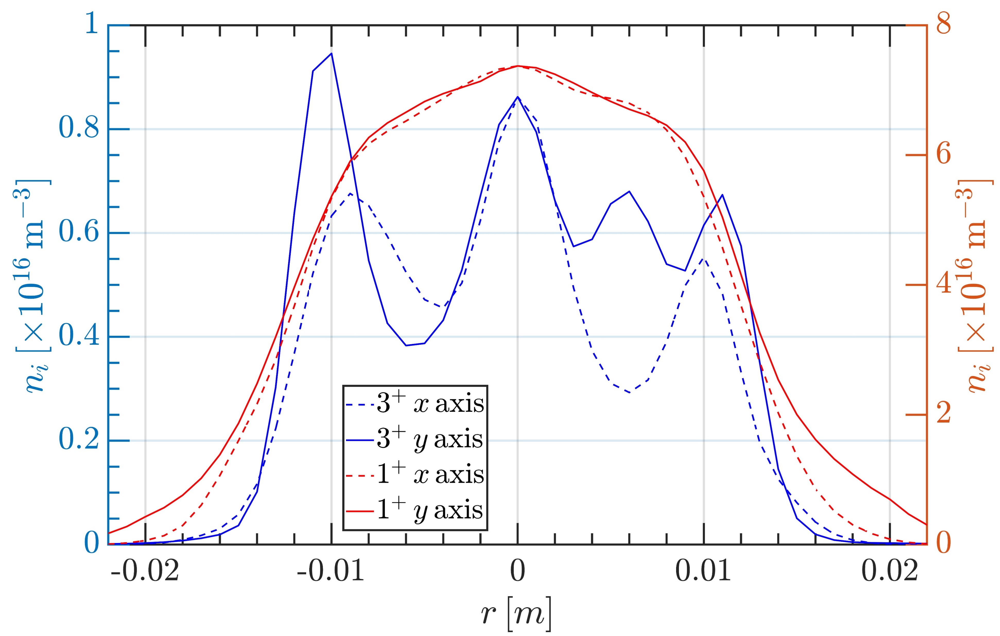 1
0.8
0.6
0.4
0.2
0
n_i [×10^16 m^−3]
8
6
4
2
0
n_i [×10^16 m^−3]
3^+ x axis
3^+ y axis
1^+ x axis
1^+ y axis
-0.02 -0.01 0 0.01 0.02
r [m]